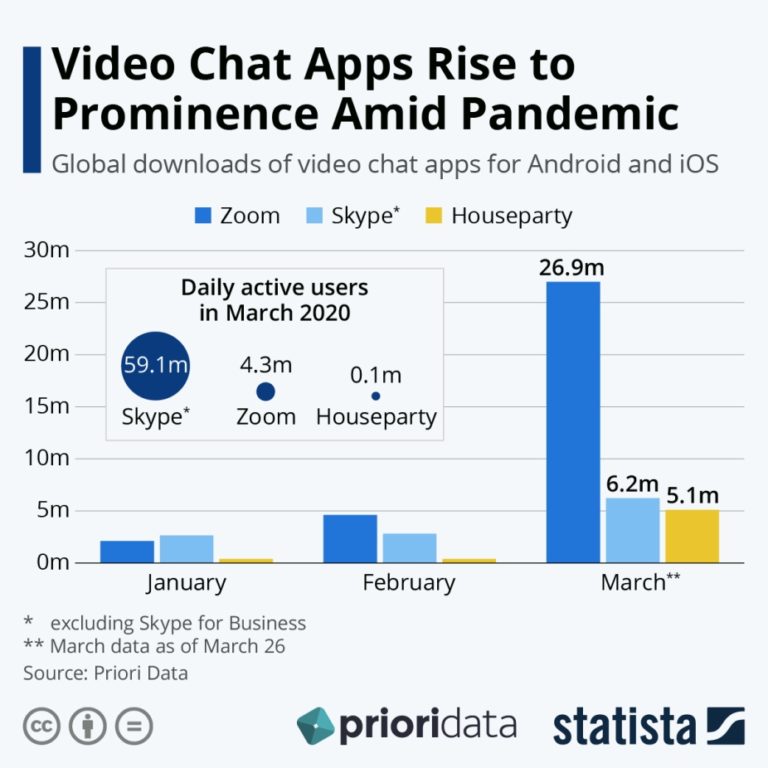 Video Chat Apps Rise to
Prominence Amid Pandemic
Global downloads of video chat apps for Android and iOS
Zoom Skype* Houseparty
30m
25m
20m
15m
10m
5m
0m
Daily active users
in March 2020
59.1m 4.3m 0.1m
Skype* Zoom Houseparty
26.9m
6.2m 5.1m
January February March**
* excluding Skype for Business
** March data as of March 26
Source: Priori Data
cc = prioridata statista